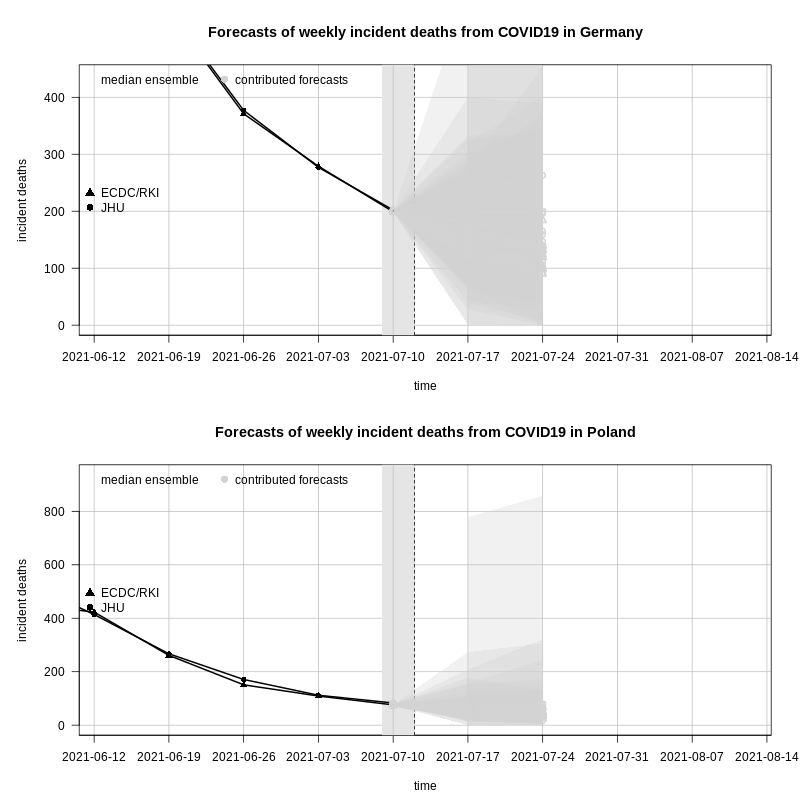 Forecasts of weekly incident deaths from COVID19 in Germany
median ensemble contributed forecasts
400
300
200
100
0
incident deaths
ECDC/RKI
JHU
2021-06-12 2021-06-19 2021-06-26 2021-07-03 2021-07-10 2021-07-17 2021-07-24 2021-07-31 2021-08-07 2021-08-14
time
Forecasts of weekly incident deaths from COVID19 in Poland
median ensemble contributed forecasts
800
600
400
200
0
incident deaths
ECDC/RKI
JHU
2021-06-12 2021-06-19 2021-06-26 2021-07-03 2021-07-10 2021-07-17 2021-07-24 2021-07-31 2021-08-07 2021-08-14
time